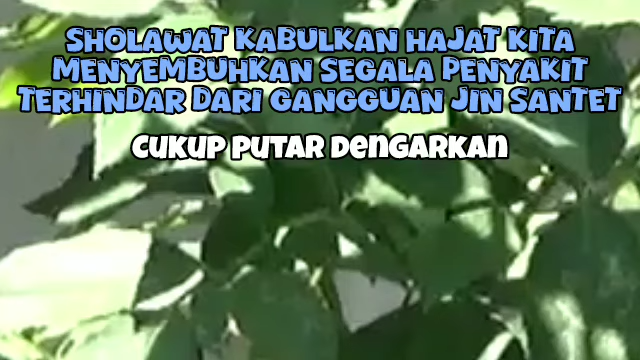 SHOLAWAT KABULKAN HAJAT KITA
MENYEMBUHKAN SEGALA PENYAKIT
TERHINDAR DARI GANGGUAN JIN SANTET
CUKUP PUTAR DENGARKAN